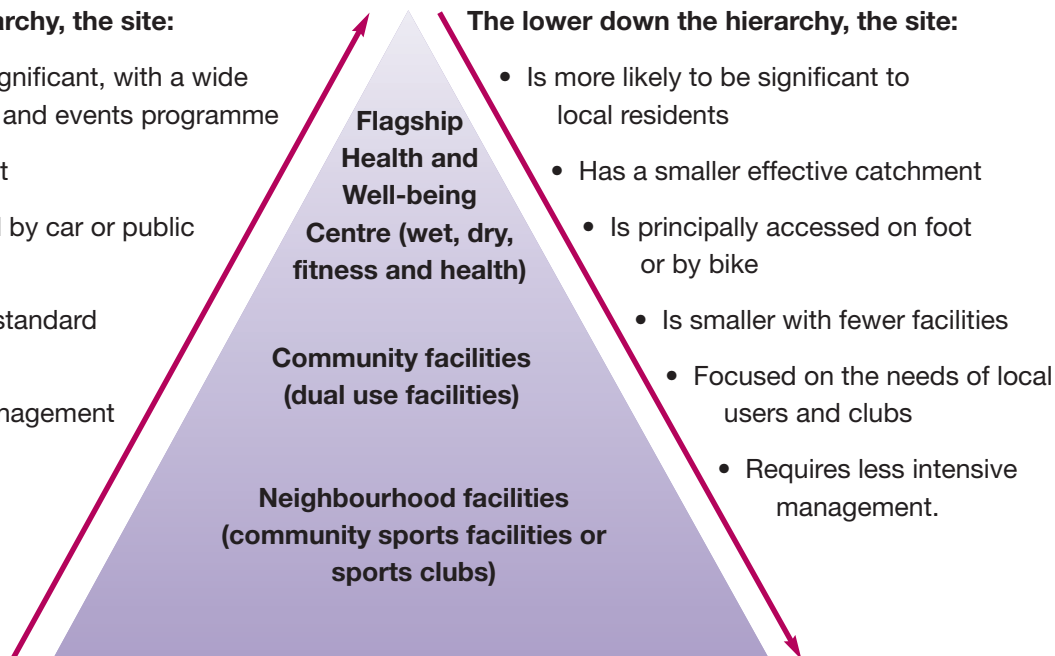 archy, the site:
gnificant, with a wide
and events programme
t
by car or public
standard
nagement
Flagship
Health and
Well-being
Centre (wet, dry,
fitness and health)
Community facilities
(dual use facilities)
Neighbourhood facilities
(community sports facilities or
sports clubs)
The lower down the hierarchy, the site:
• Is more likely to be significant to
local residents
• Has a smaller effective catchment
• Is principally accessed on foot
or by bike
• Is smaller with fewer facilities
• Focused on the needs of local
users and clubs
• Requires less intensive
management.